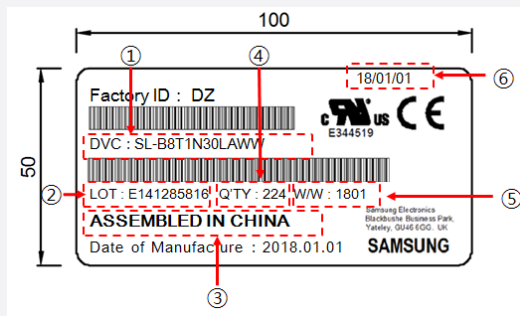 100
① ④
18/01/01 ⑥
Factory ID : DZ
c RU US CE
E344519
DVC : SL-B8T1N30LAWW
50
② LOT : E141285816 Q'TY : 224 W/W : 1801 ⑤
ASSEMBLED IN CHINA
Samsung Electronics
Blackbushe Business Park,
Yateley, GU46 6GG. UK
Date of Manufacture : 2018.01.01 SAMSUNG
③